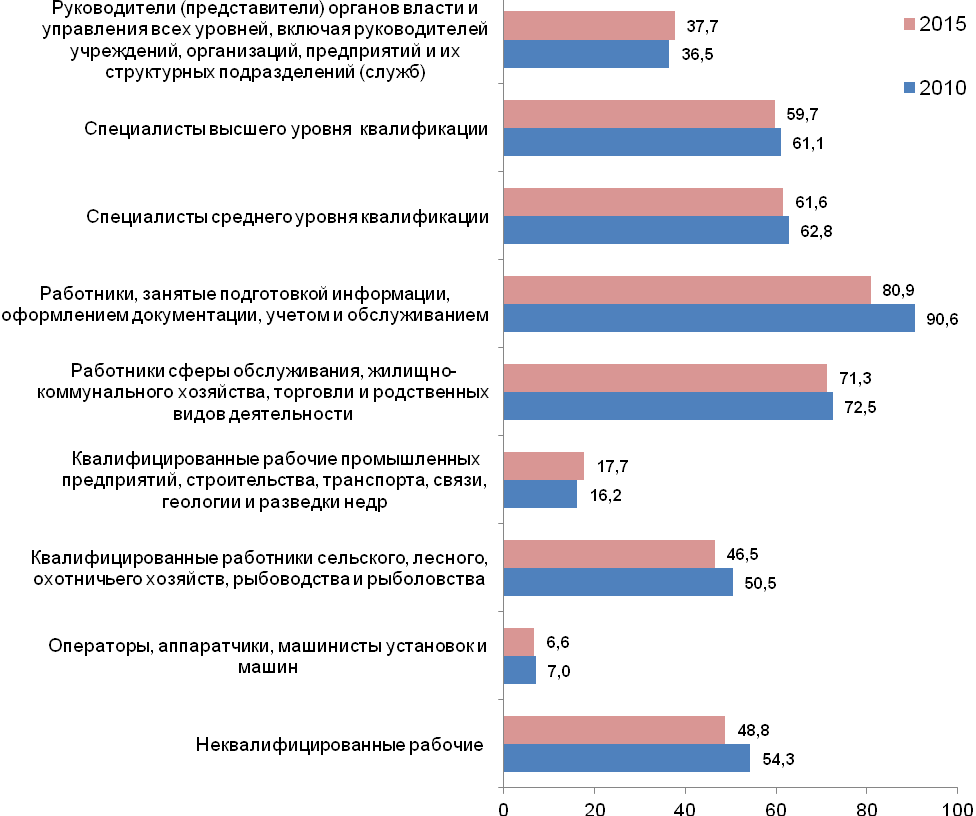 Руководители (представители) органов власти и
управления всех уровней, включая руководителей
учреждений, организаций, предприятий и их
структурных подразделений (служб)
37,7
36,5
2015
2010
Специалисты высшего уровня квалификации
59,7
61,1
Специалисты среднего уровня квалификации
61,6
62,8
Работники, занятые подготовкой информации,
оформлением документации, учетом и обслуживанием
80,9
90,6
Работники сферы обслуживания, жилищно-
коммунального хозяйства, торговли и родственных
видов деятельности
71,3
72,5
Квалифицированные рабочие промышленных
предприятий, строительства, транспорта, связи,
геологии и разведки недр
17,7
16,2
Квалифицированные работники сельского, лесного,
охотничьего хозяйств, рыбоводства и рыболовства
46,5
50,5
Операторы, аппаратчики, машинисты установок и
машин
6,6
7,0
Неквалифицированные рабочие
48,8
54,3
0 20 40 60 80 100